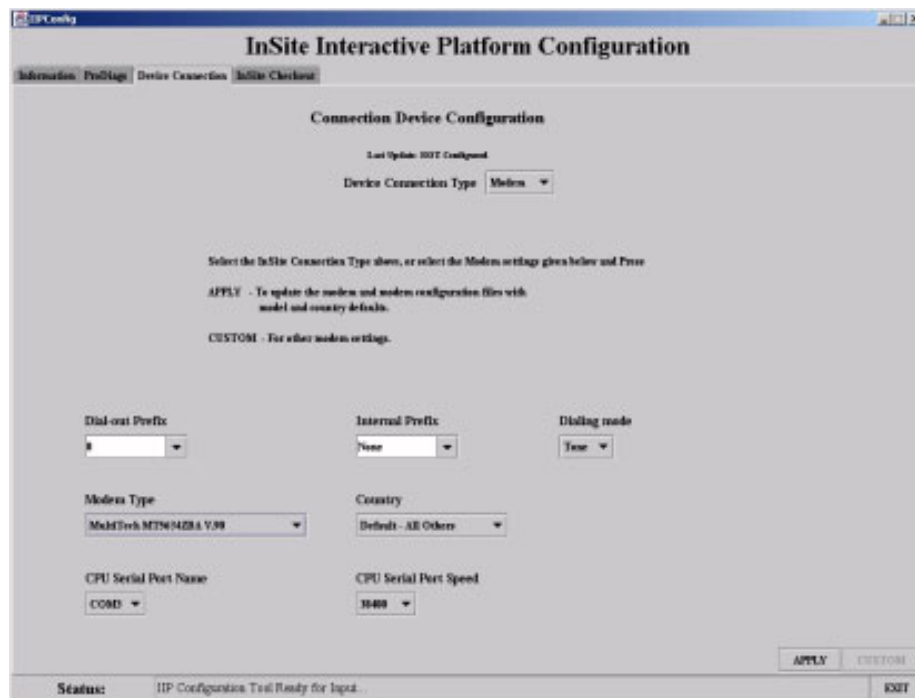 IIPConfig
InSite Interactive Platform Configuration
Information ProDiags Device Connection InSite Checkout
Connection Device Configuration
Last Update: NOT Configured
Device Connection Type Modem
Select the InSite Connection Type above, or select the Modem settings given below and Press
APPLY - To update the modem and modem configuration files with
model and country defaults.
CUSTOM - For other modem settings.
Dial-out Prefix Internal Prefix Dialing mode
None Tone
Modem Type Country
MultiTech MT5634ZBA V.90 Default - All Others
CPU Serial Port Name CPU Serial Port Speed
COM3 38400
APPLY CUSTOM
Status: IIP Configuration Tool Ready for Input. EXIT